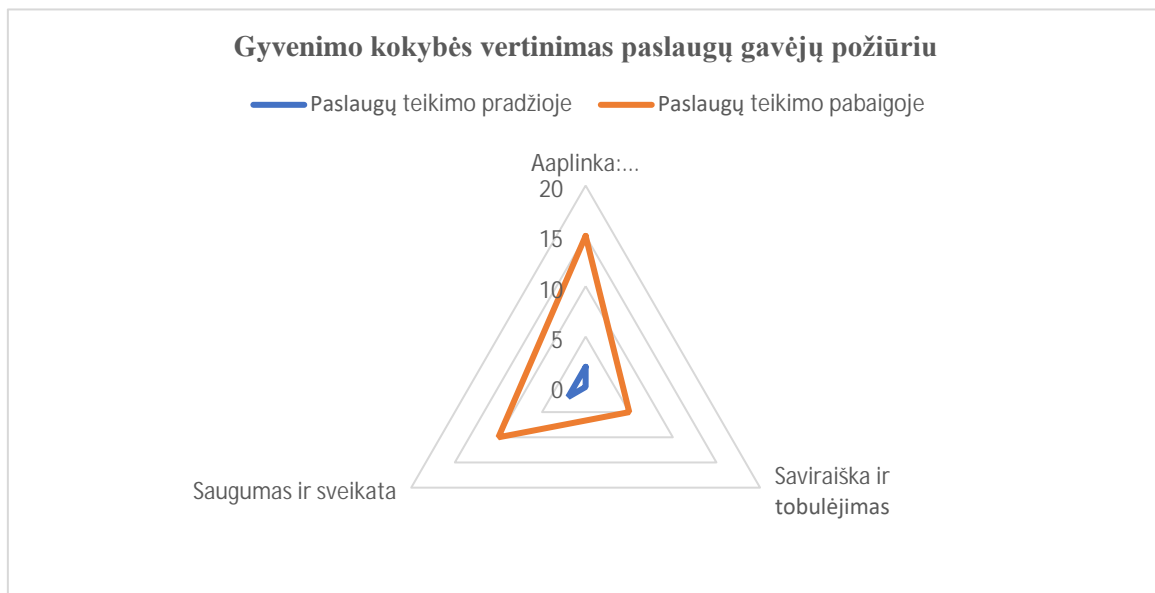 Gyvenimo kokybės vertinimas paslaugų gavėjų požiūriu
Paslaugų teikimo pradžioje Paslaugų teikimo pabaigoje
Aaplinka:...
20
15
10
5
0
Saugumas ir sveikata
Saviraiška ir
tobulėjimas